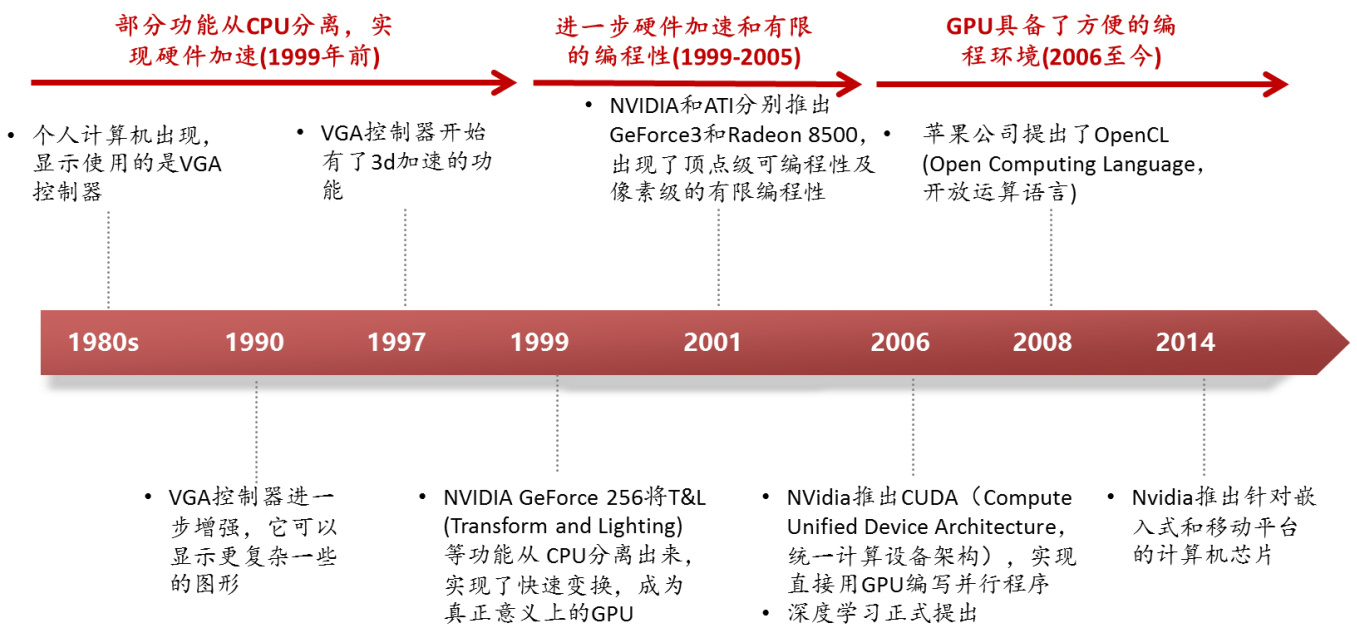 部分功能从CPU分离，实
现硬件加速(1999年前)
进一步硬件加速和有限
的编程性(1999-2005)
GPU具备了方便的编
程环境(2006至今)
• 个人计算机出现，
显示使用的是VGA
控制器
• VGA控制器开始
有了3d加速的功
能
• NVIDIA和ATI分别推出
GeForce3和Radeon 8500，
出现了顶点级可编程性及
像素级的有限编程性
• 苹果公司提出了OpenCL
(Open Computing Language，
开放运算语言)
1980s
1990
1997
1999
2001
2006
2008
2014
• VGA控制器进一
步增强，它可以
显示更复杂一些
的图形
• NVIDIA GeForce 256将T&L
(Transform and Lighting)
等功能从 CPU分离出来，
实现了快速变换，成为
真正意义上的GPU
• NVidia推出CUDA（Compute
Unified Device Architecture，
统一计算设备架构），实现
直接用GPU编写并行程序
• 深度学习正式提出
• Nvidia推出针对嵌
入式和移动平台
的计算机芯片